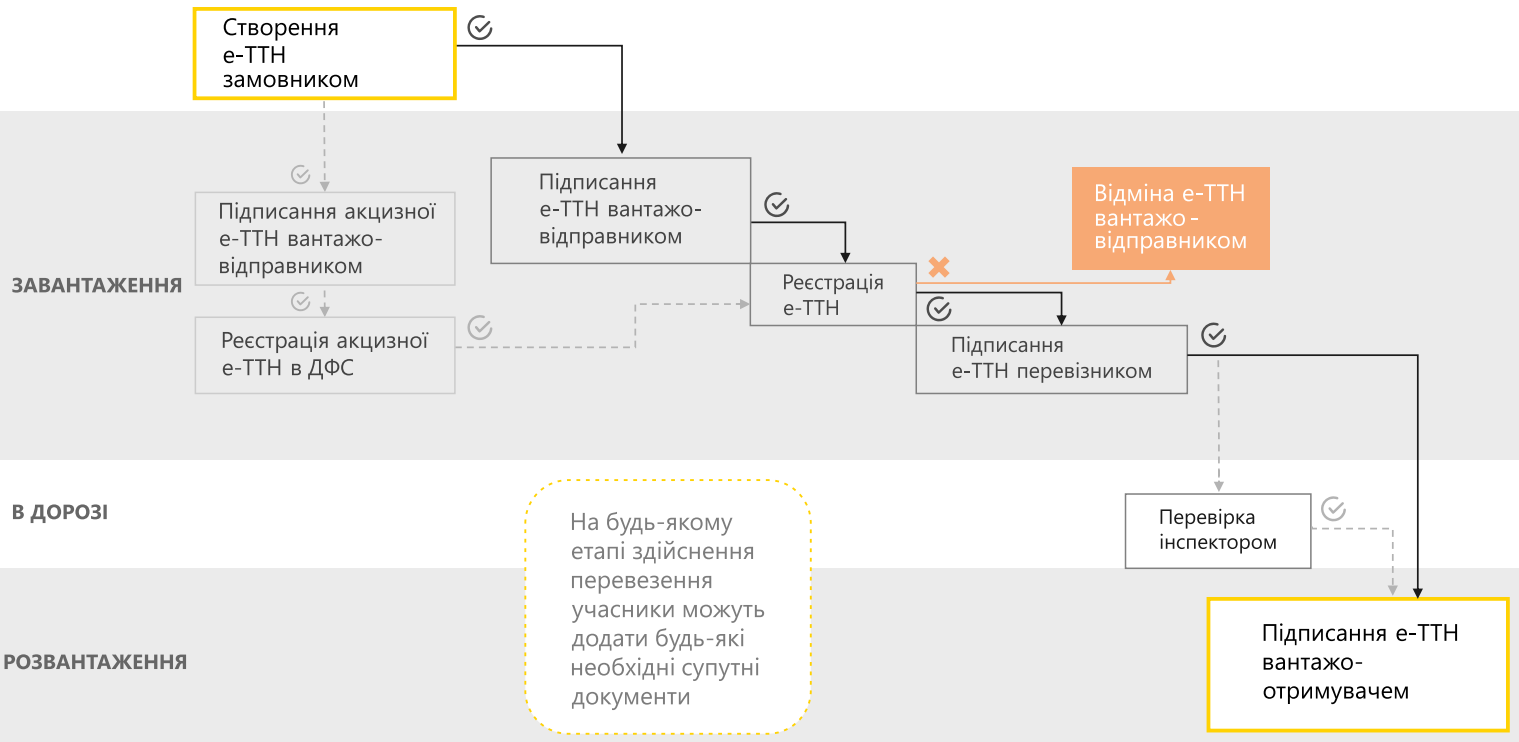 Створення
е-ТТН
замовником
ЗАВАНТАЖЕННЯ
Підписання акцизної
е-ТТН вантажо-
відправником
Реєстрація акцизної
е-ТТН в ДФС
Підписання
е-ТТН вантажо-
відправником
Реєстрація
е-ТТН
Відміна е-ТТН
вантажо -
відправником
Підписання
е-ТТН перевізником
В ДОРОЗІ
На будь-якому
етапі здійснення
перевезення
учасники можуть
додати будь-які
необхідні супутні
документи
Перевірка
інспектором
РОЗВАНТАЖЕННЯ
Підписання е-ТТН
вантажо-
отримувачем